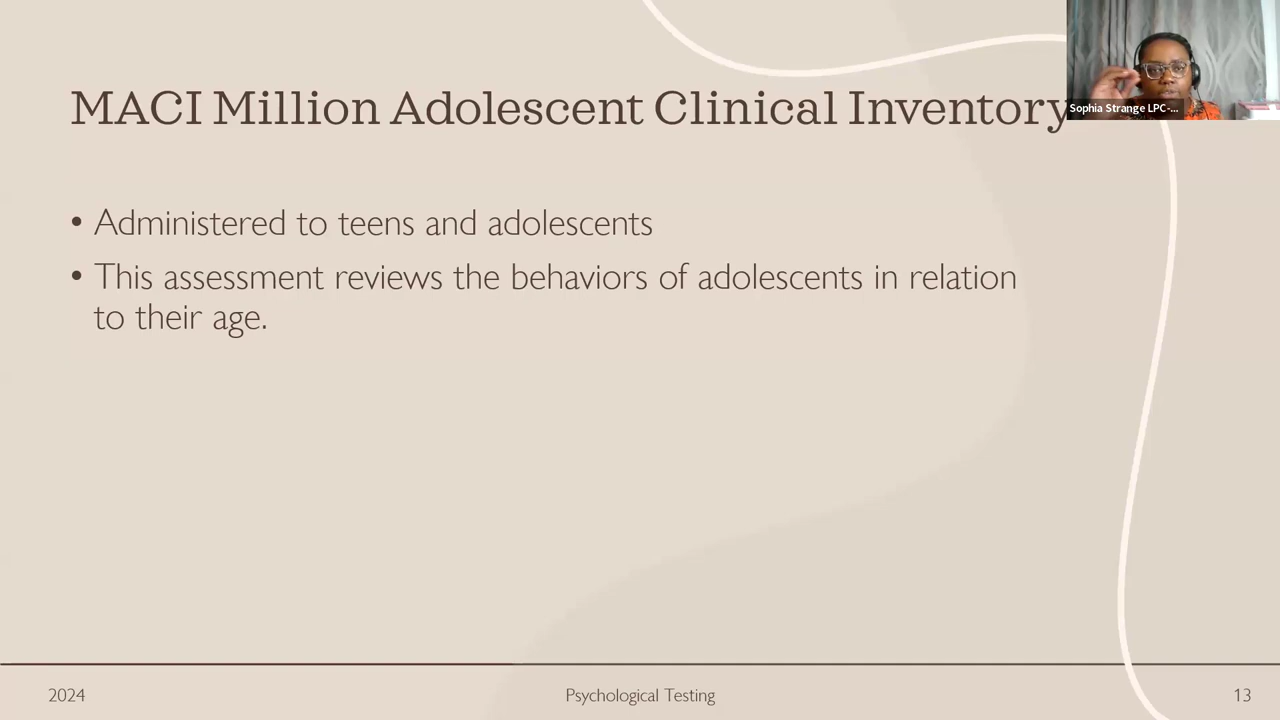 MACI Million Adolescent Clinical Inventory
Sophia Strange LPC-...
• Administered to teens and adolescents
• This assessment reviews the behaviors of adolescents in relation
to their age.
2024
Psychological Testing
13